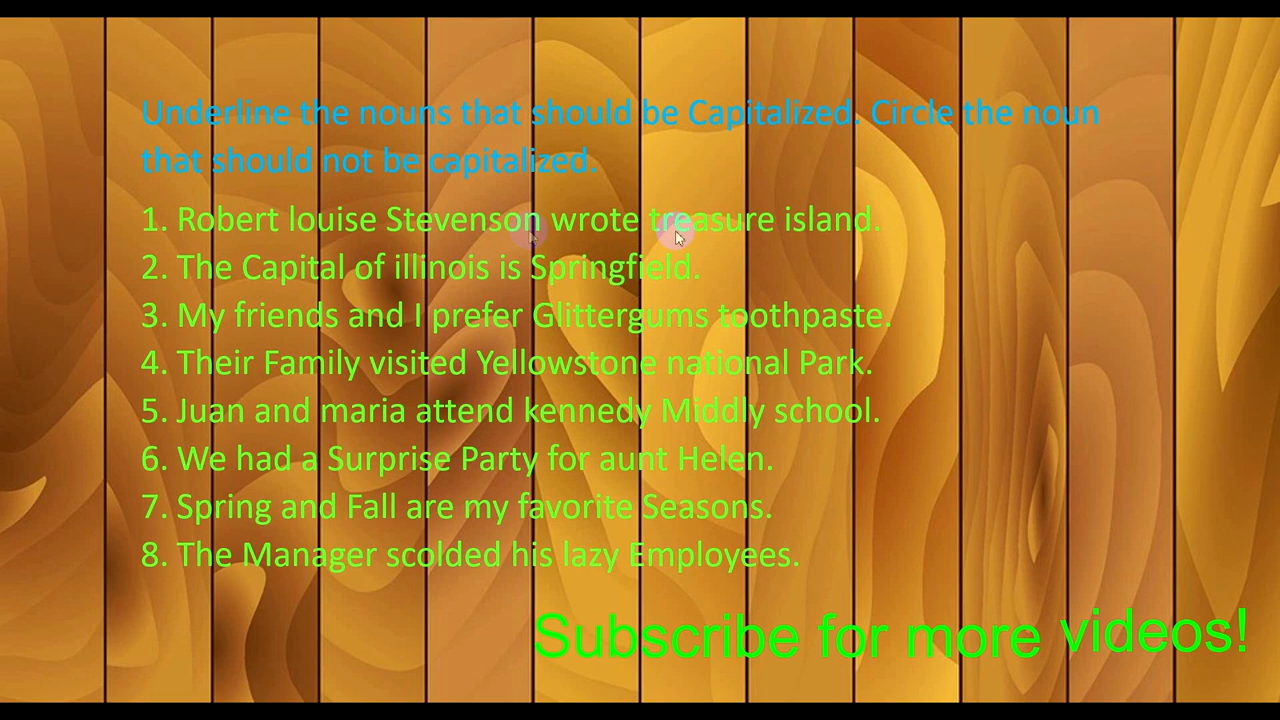 Underline the nouns that should be Capitalized. Circle the noun
that should not be capitalized.
1. Robert louise Stevenson wrote treasure island.
2. The Capital of illinois is Springfield.
3. My friends and I prefer Glittergums toothpaste.
4. Their Family visited Yellowstone national Park.
5. Juan and maria attend kennedy Middly school.
6. We had a Surprise Party for aunt Helen.
7. Spring and Fall are my favorite Seasons.
8. The Manager scolded his lazy Employees.
Subscribe for more videos!